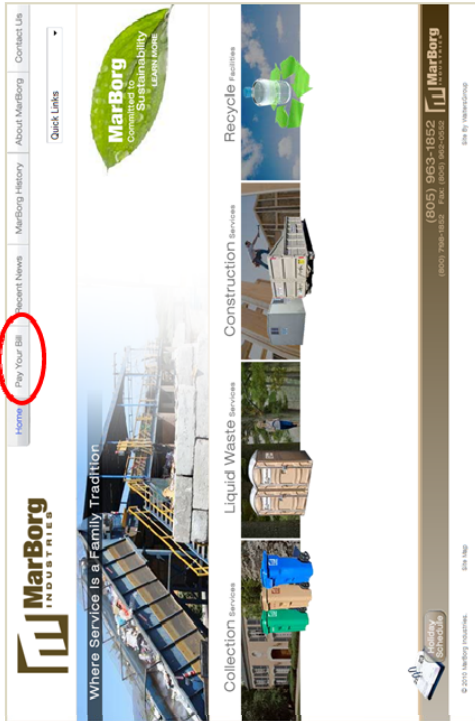 Home
Pay Your Bill
Recent News
MarBorg History
About MarBorg
Contact Us
MarBorg
INDUSTRIES
Quick Links
Where Service Is a Family Tradition
MarBorg
Committed to
Sustainability
LEARN MORE
Collection Services
Liquid Waste Services
Construction Services
Recycle Facilities
Holiday
Schedule
(805) 963-1852
(800) 798-1852 Fax: (805) 962-0552
MarBorg
INDUSTRIES
© 2010 MarBorg Industries. Site Map
Site By WaltersGroup